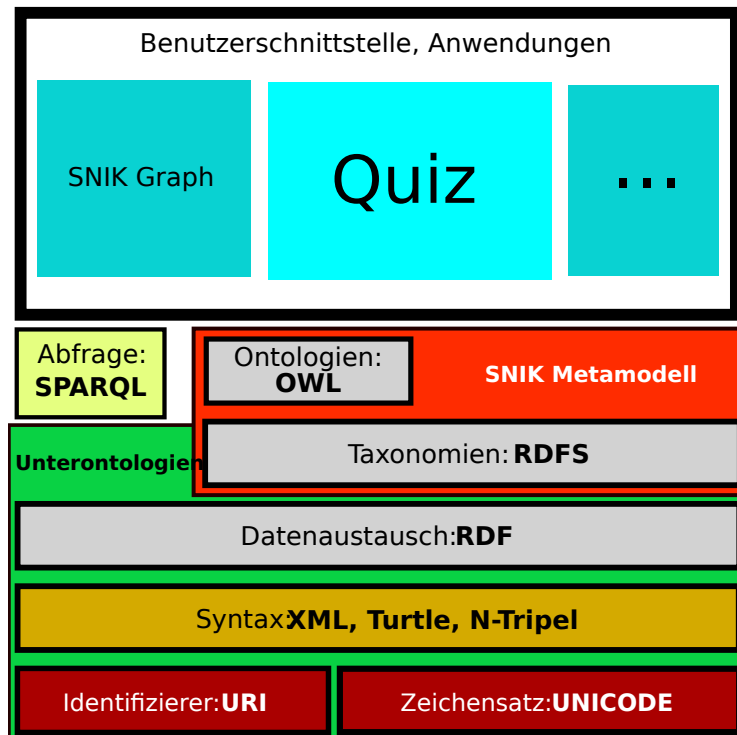 Benutzerschnittstelle, Anwendungen
SNIK Graph
Quiz
...
Abfrage:
SPARQL
Ontologien:
OWL
SNIK Metamodell
Unterontologien
Taxonomien: RDFS
Datenaustausch:RDF
Syntax:XML, Turtle, N-Tripel
Identifizierer:URI
Zeichensatz:UNICODE